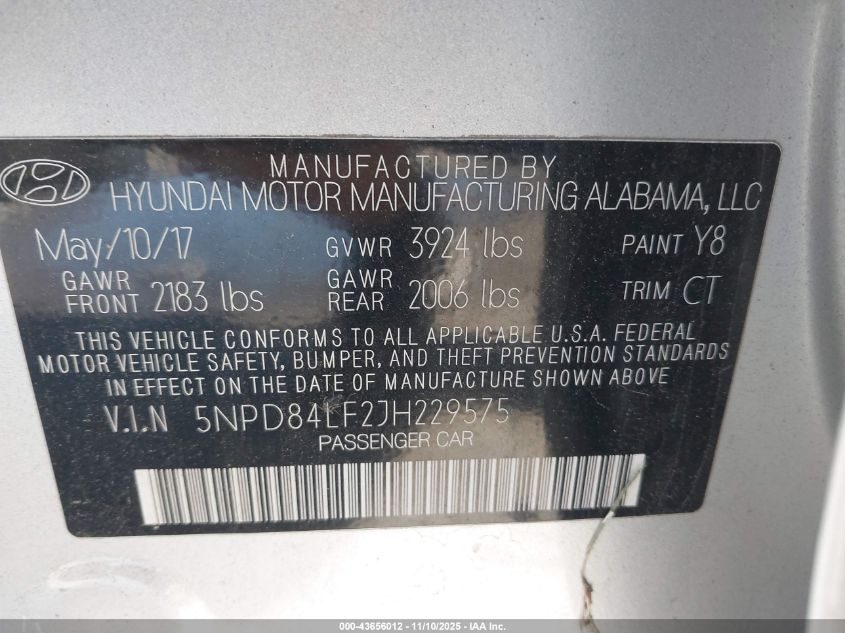 MANUFACTURED BY
HYUNDAI MOTOR MANUFACTURING ALABAMA, LLC
May/10/17 GVWR 3924 lbs PAINT Y8
GAWR FRONT 2183 lbs GAWR REAR 2006 lbs TRIM CT
THIS VEHICLE CONFORMS TO ALL APPLICABLE U.S.A. FEDERAL
MOTOR VEHICLE SAFETY, BUMPER, AND THEFT PREVENTION STANDARDS
IN EFFECT ON THE DATE OF MANUFACTURE SHOWN ABOVE
V.I.N 5NPD84LF2JH229575
PASSENGER CAR
000-43656012 - 11/10/2025 - IAA Inc.